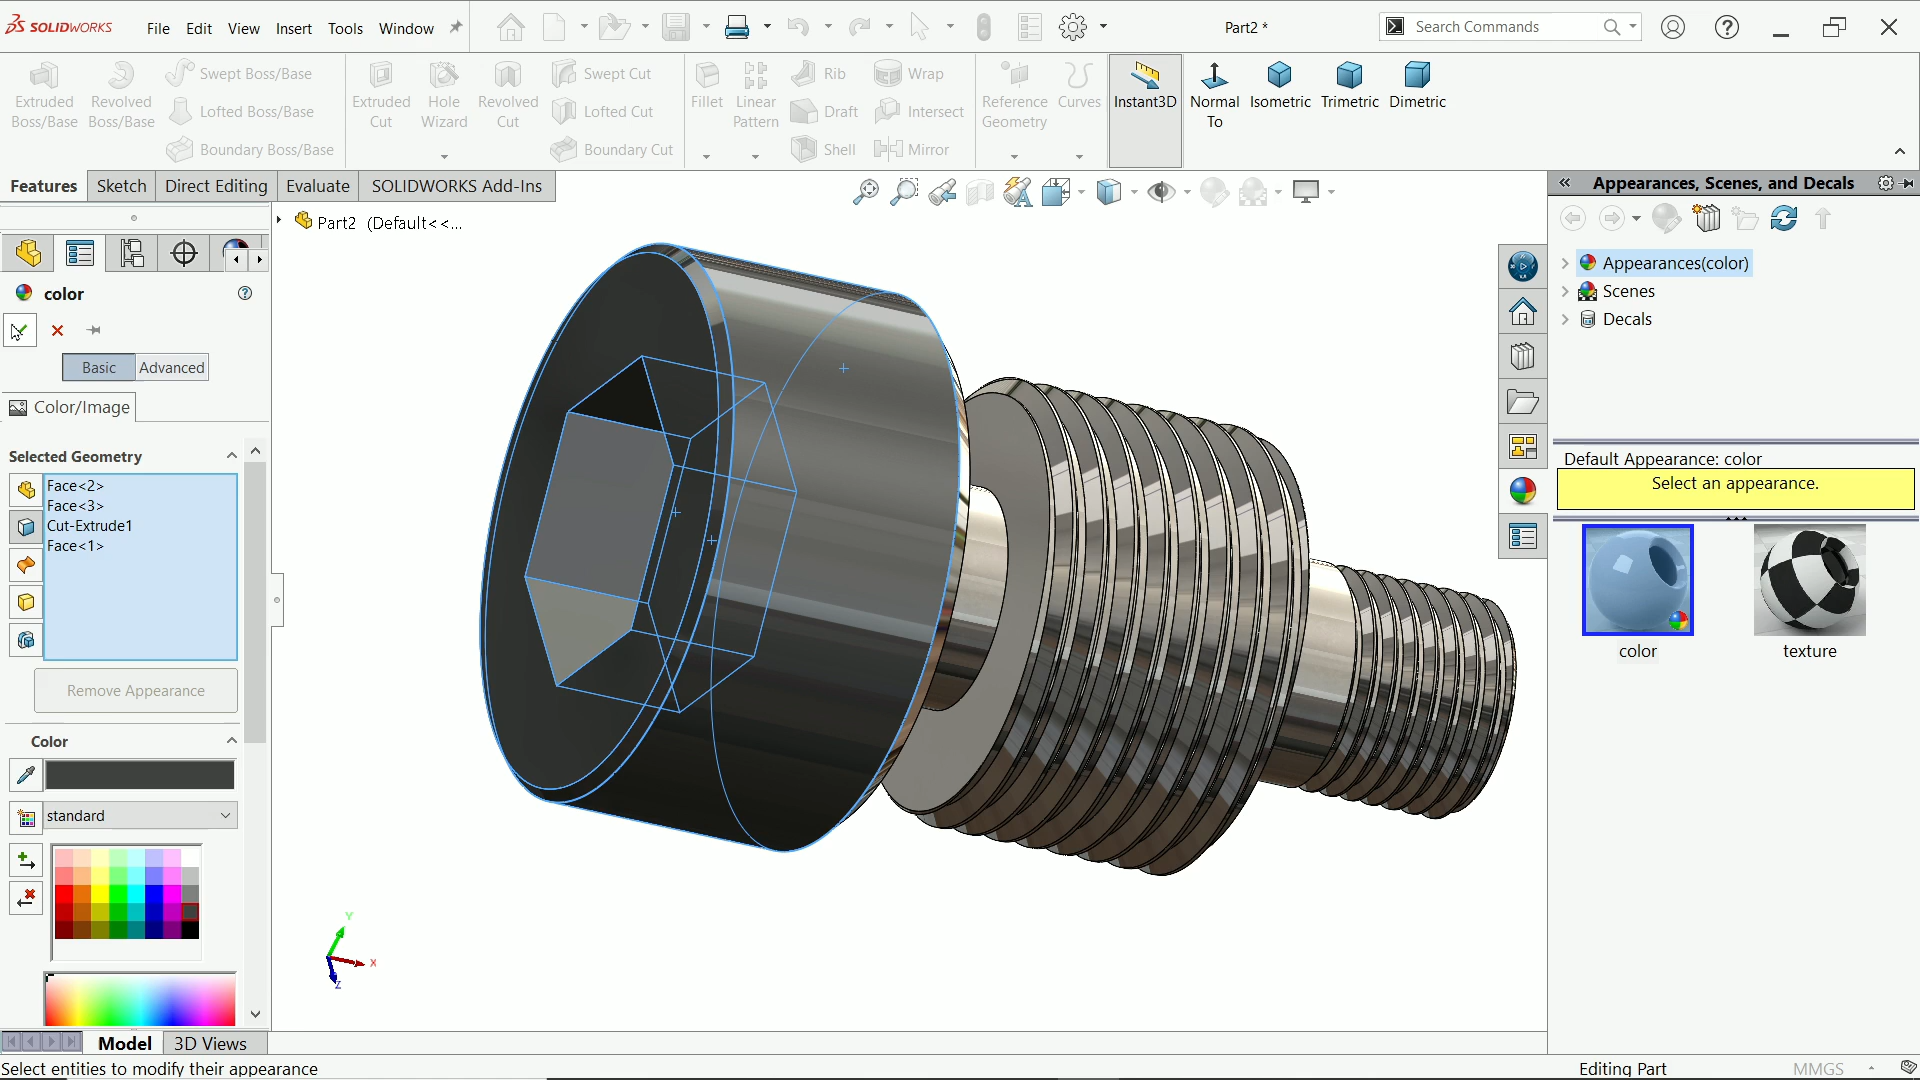 SOLIDWORKS File Edit View Insert Tools Window Part2 * Search Commands
Extruded Boss/Base
Revolved Boss/Base
Swept Boss/Base
Lofted Boss/Base
Boundary Boss/Base
Extruded Cut
Hole Wizard
Revolved Cut
Swept Cut
Lofted Cut
Boundary Cut
Fillet
Linear Pattern
Rib
Draft
Shell
Wrap
Intersect
Mirror
Reference Geometry
Curves
Instant3D
Normal To
Isometric
Trimetric
Dimetric
Features Sketch Direct Editing Evaluate SOLIDWORKS Add-Ins
Part2 (Default<<...
color
Basic Advanced
Color/Image
Selected Geometry
Face<2>
Face<3>
Cut-Extrude1
Face<1>
Remove Appearance
Color
standard
Y
X
Z
Appearances, Scenes, and Decals
Appearances(color)
Scenes
Decals
Default Appearance: color
Select an appearance.
color texture
Model 3D Views
Select entities to modify their appearance Editing Part MMGS